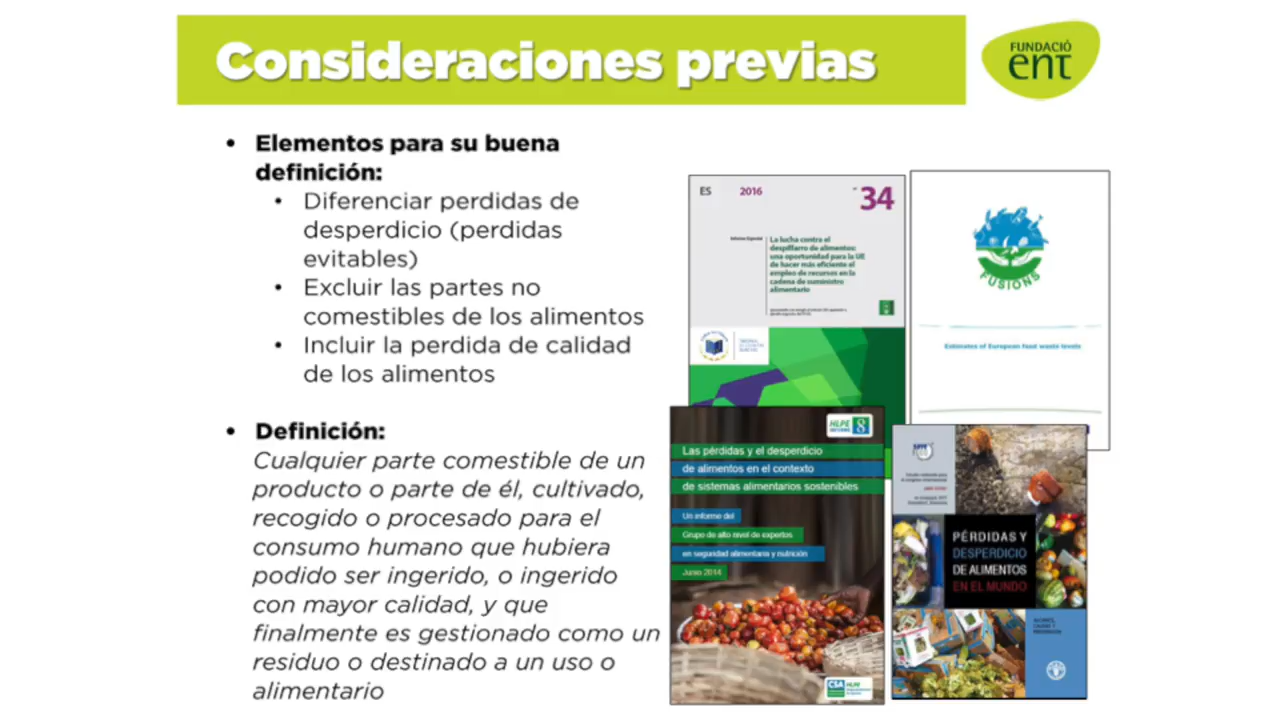 Consideraciones previas
FUNDACIÓ
ent
• Elementos para su buena
definición:
• Diferenciar perdidas de
desperdicio (perdidas
evitables)
• Excluir las partes no
comestibles de los alimentos
• Incluir la perdida de calidad
de los alimentos
• Definición:
Cualquier parte comestible de un
producto o parte de él, cultivado,
recogido o procesado para el
consumo humano que hubiera
podido ser ingerido, o ingerido
con mayor calidad, y que
finalmente es gestionado como un
residuo o destinado a un uso o
alimentario
ES 2016 34
Informe Especial
La lucha contra el
despilfarro de alimentos:
una oportunidad para la UE
de hacer más eficiente el
empleo de recursos en la
cadena de suministro
alimentario
FUSIONS
Estimates of European food waste levels
HLPE
INFORME 8
Las pérdidas y el desperdicio
de alimentos en el contexto
de sistemas alimentarios sostenibles
Un informe del
Grupo de alto nivel de expertos
en seguridad alimentaria y nutrición
Junio 2014
CSA HLPE
PÉRDIDAS Y
DESPERDICIO
DE ALIMENTOS
EN EL MUNDO